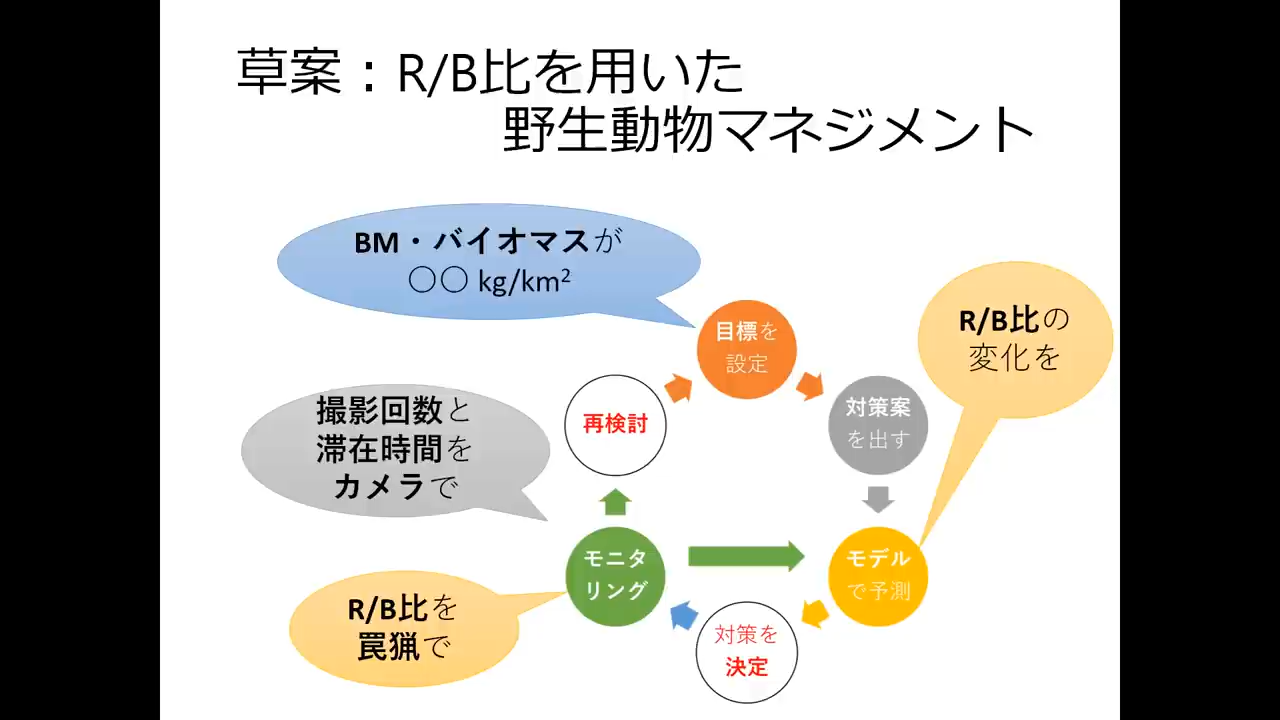 草案：R/B比を用いた
野生動物マネジメント
BM・バイオマスが
〇〇 kg/km²
R/B比の
変化を
目標を
設定
対策案
を出す
再検討
撮影回数と
滞在時間を
カメラで
モニタ
リング
モデル
で予測
R/B比を
罠猟で
対策を
決定